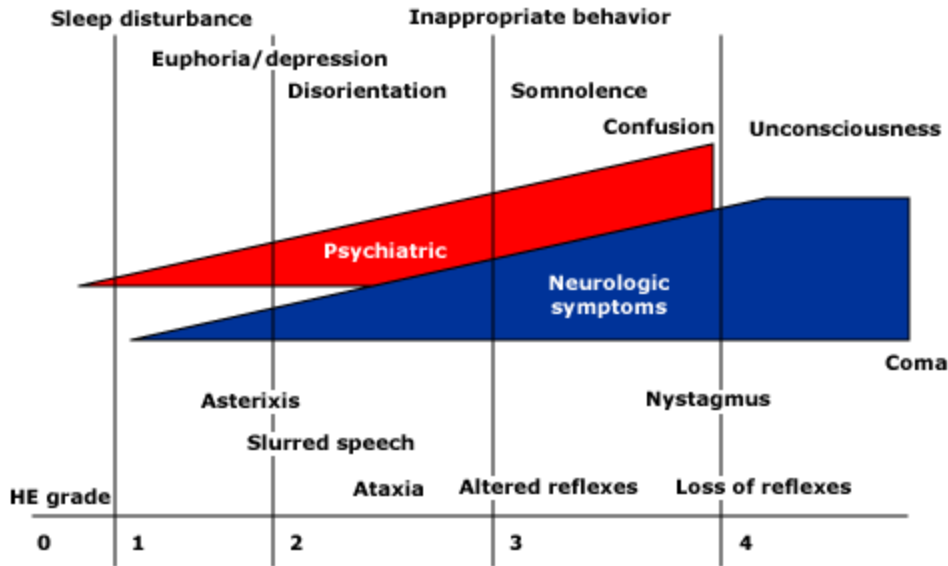 Sleep disturbance
Inappropriate behavior
Euphoria/depression
Disorientation
Somnolence
Confusion
Unconsciousness
Psychiatric
Neurologic
symptoms
Coma
Asterixis
Nystagmus
Slurred speech
Ataxia
Altered reflexes
Loss of reflexes
HE grade
0
1
2
3
4